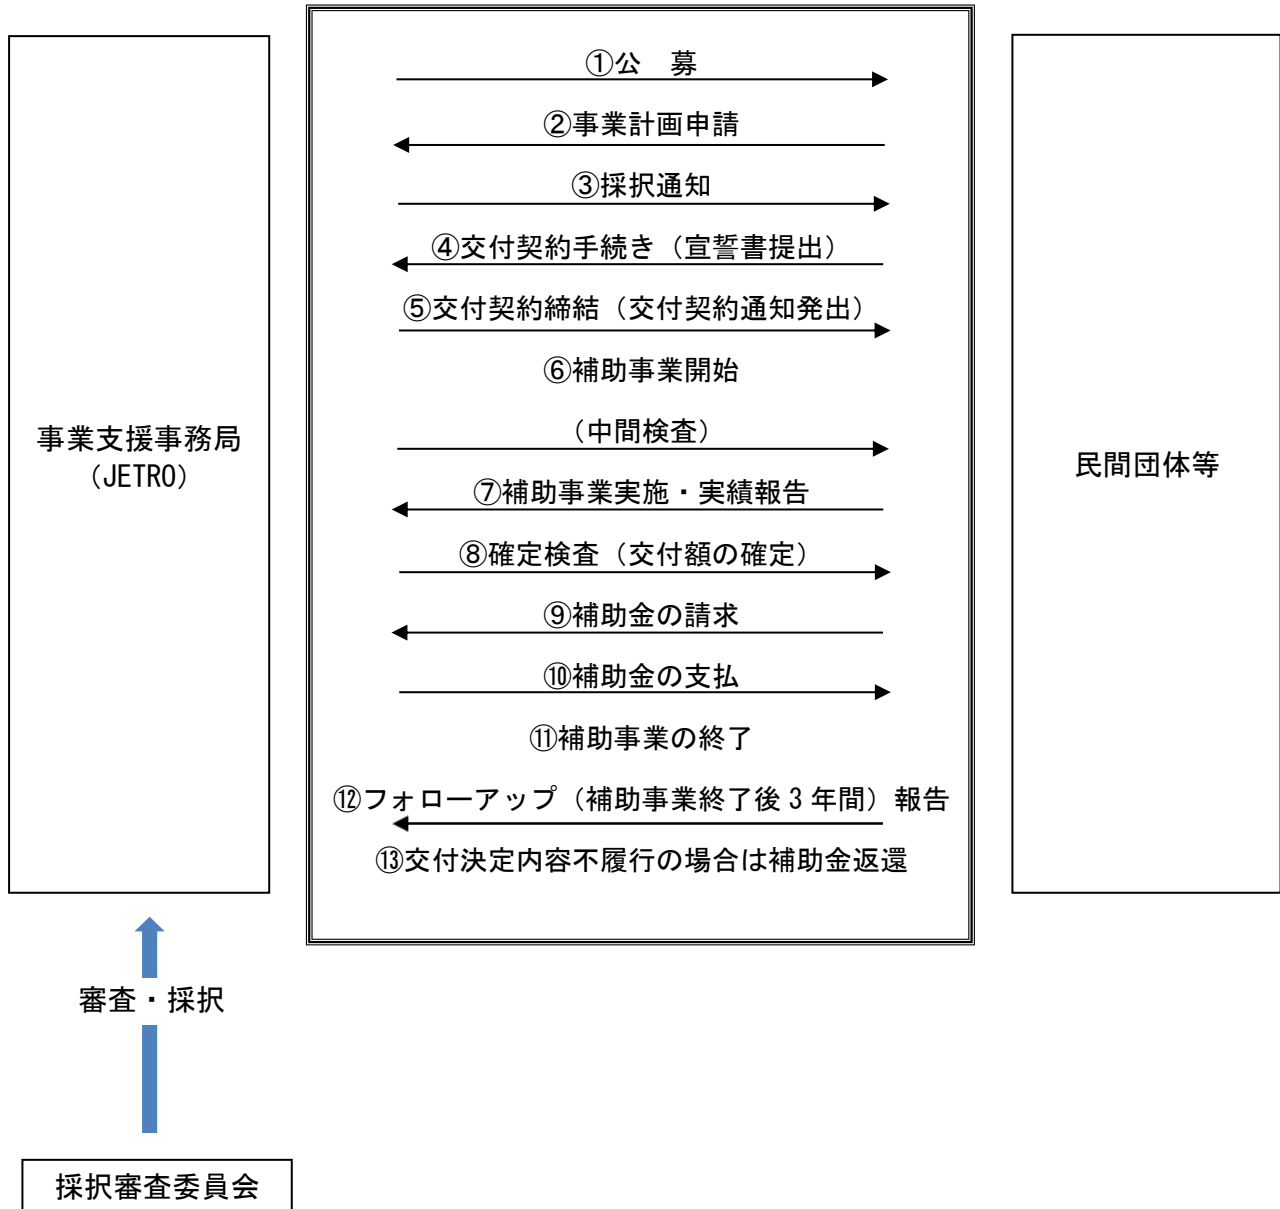 ①公　募
②事業計画申請
③採択通知
④交付契約手続き（宣誓書提出）
⑤交付契約締結（交付契約通知発出）
⑥補助事業開始
（中間検査）
⑦補助事業実施・実績報告
⑧確定検査（交付額の確定）
⑨補助金の請求
⑩補助金の支払
⑪補助事業の終了
⑫フォローアップ（補助事業終了後３年間）報告
⑬交付決定内容不履行の場合は補助金返還
事業支援事務局
（JETRO）
民間団体等
審査・採択
採択審査委員会